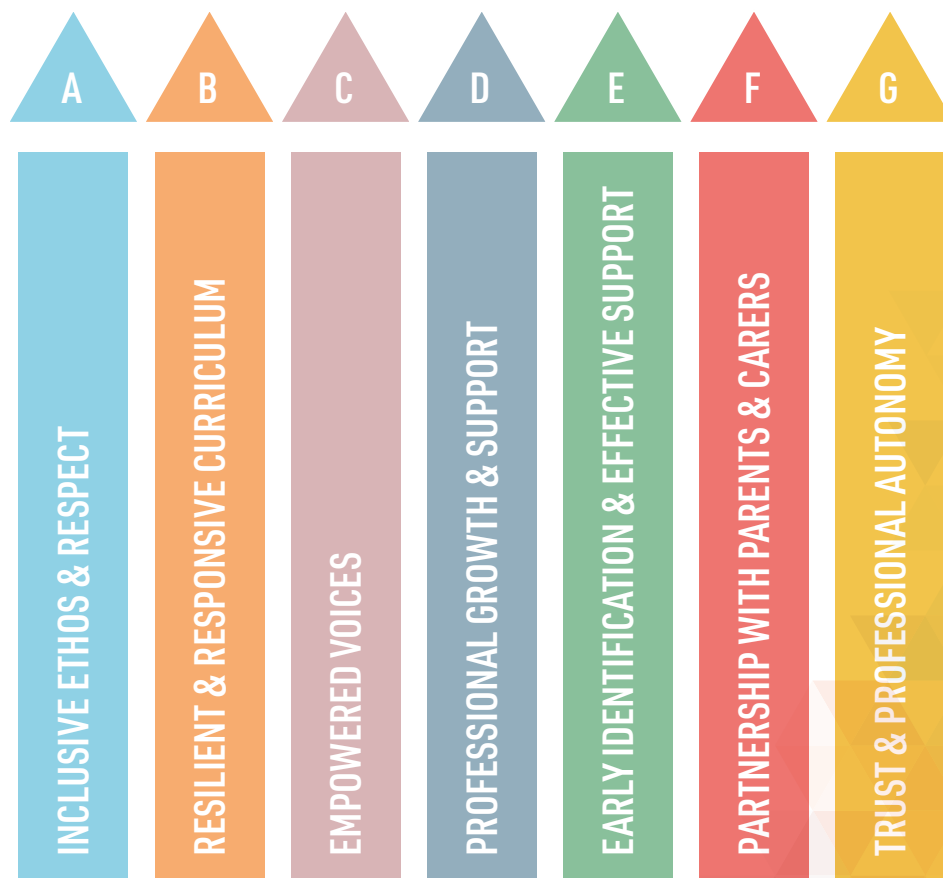 A
B
C
D
E
F
G
INCLUSIVE ETHOS & RESPECT
RESILIENT & RESPONSIVE CURRICULUM
EMPOWERED VOICES
PROFESSIONAL GROWTH & SUPPORT
EARLY IDENTIFICATION & EFFECTIVE SUPPORT
PARTNERSHIP WITH PARENTS & CARERS
TRUST & PROFESSIONAL AUTONOMY